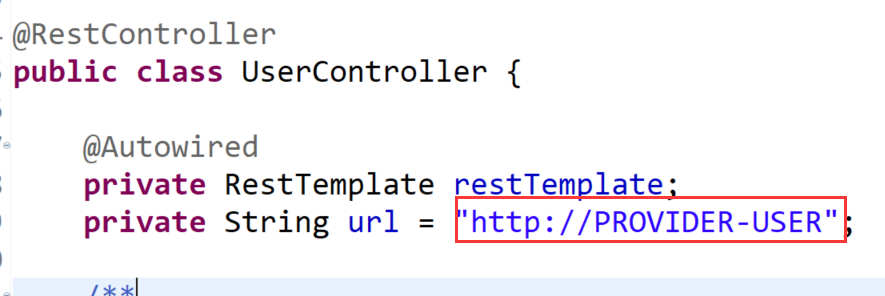 @RestController
public class UserController {
@Autowired
private RestTemplate restTemplate;
private String url = "http://PROVIDER-USER";
/**